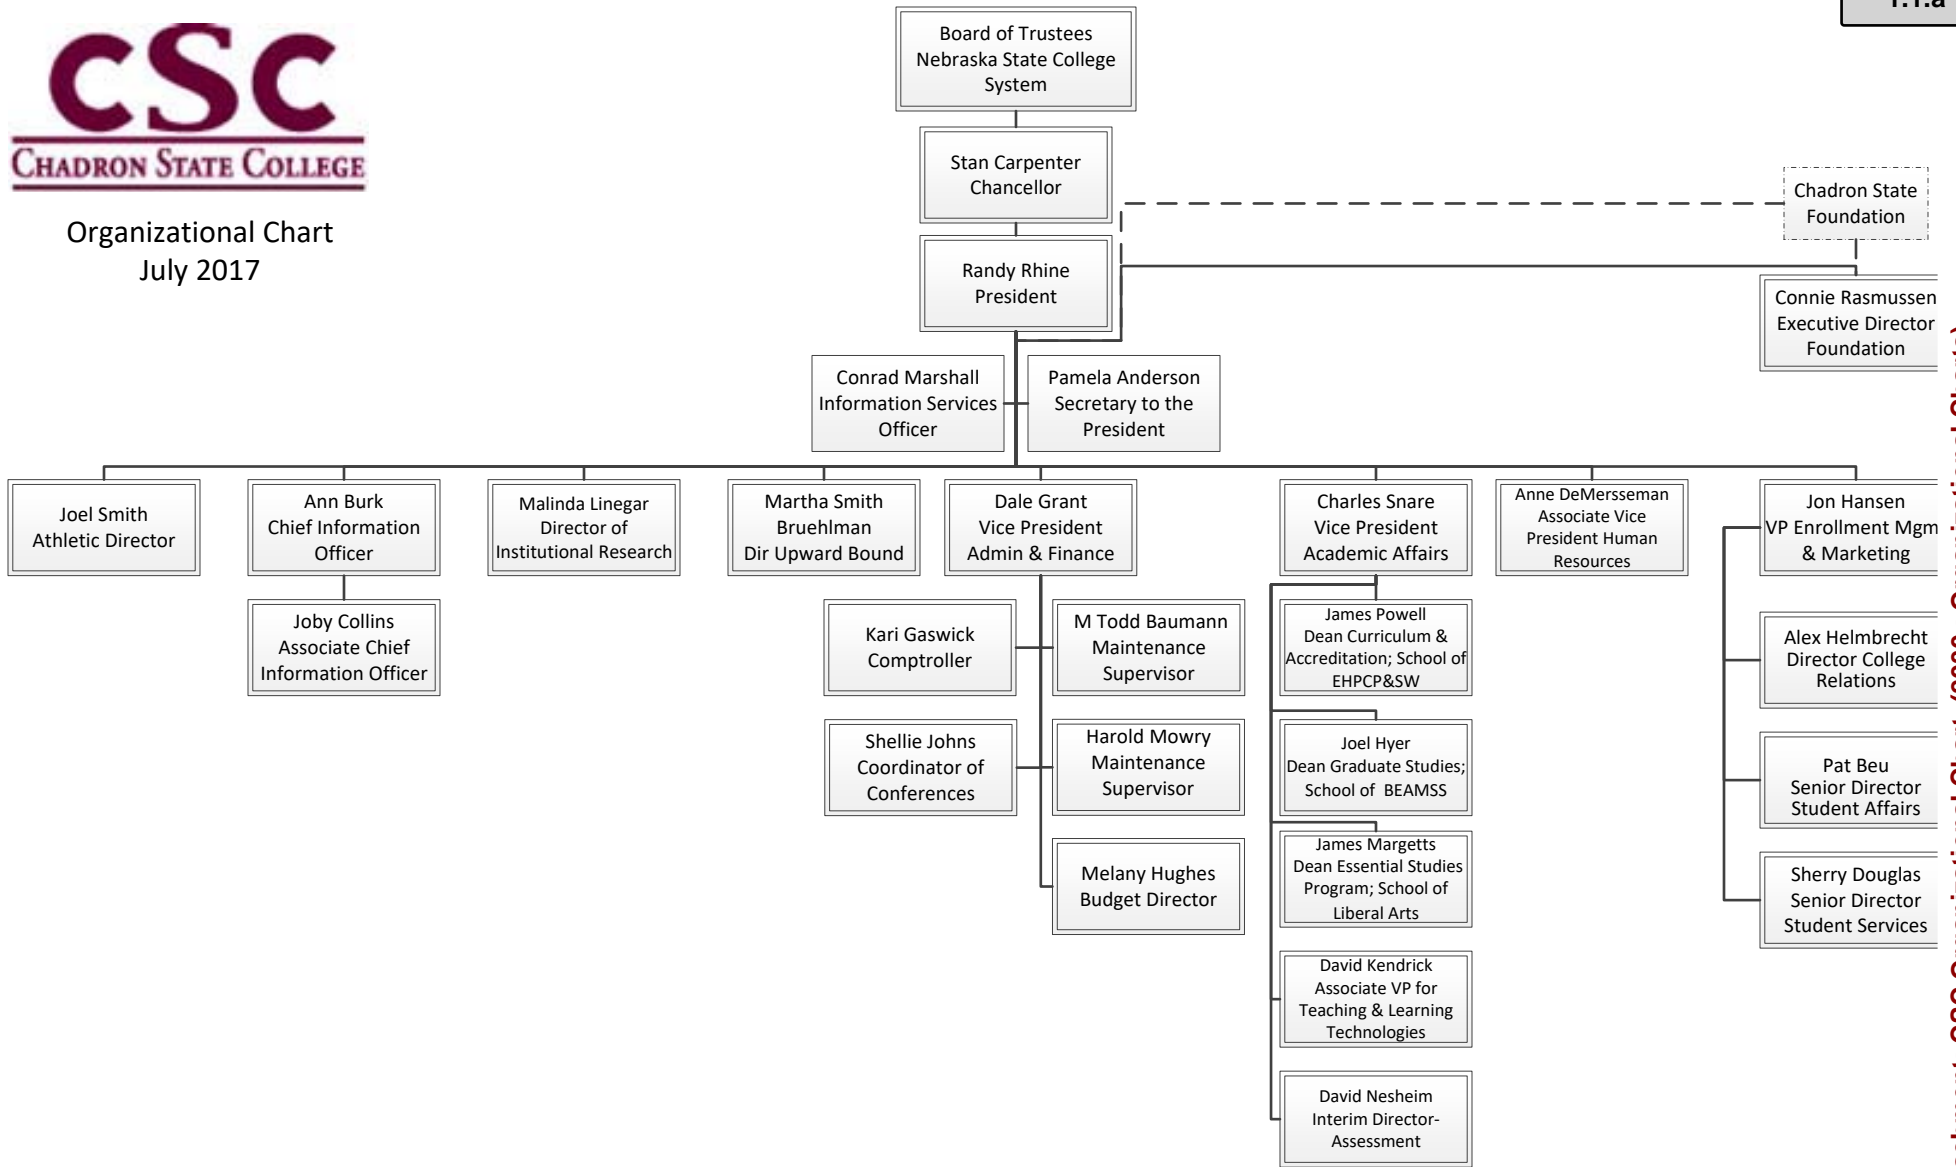 CSC
CHADRON STATE COLLEGE
Organizational Chart
July 2017
1.1.a
Board of Trustees
Nebraska State College
System
Stan Carpenter
Chancellor
Chadron State
Foundation
Randy Rhine
President
Connie Rasmussen
Executive Director
Foundation
Conrad Marshall
Information Services
Officer
Pamela Anderson
Secretary to the
President
Joel Smith
Athletic Director
Ann Burk
Chief Information
Officer
Malinda Linegar
Director of
Institutional Research
Martha Smith
Bruehlman
Dir Upward Bound
Dale Grant
Vice President
Admin & Finance
Charles Snare
Vice President
Academic Affairs
Anne DeMersseman
Associate Vice
President Human
Resources
Jon Hansen
VP Enrollment Mgm
& Marketing
Joby Collins
Associate Chief
Information Officer
Kari Gaswick
Comptroller
M Todd Baumann
Maintenance
Supervisor
James Powell
Dean Curriculum &
Accreditation; School of
EHPCP&SW
Alex Helmbrecht
Director College
Relations
Shellie Johns
Coordinator of
Conferences
Harold Mowry
Maintenance
Supervisor
Joel Hyer
Dean Graduate Studies;
School of BEAMSS
Pat Beu
Senior Director
Student Affairs
Melany Hughes
Budget Director
James Margetts
Dean Essential Studies
Program; School of
Liberal Arts
Sherry Douglas
Senior Director
Student Services
David Kendrick
Associate VP for
Teaching & Learning
Technologies
David Nesheim
Interim Director-
Assessment